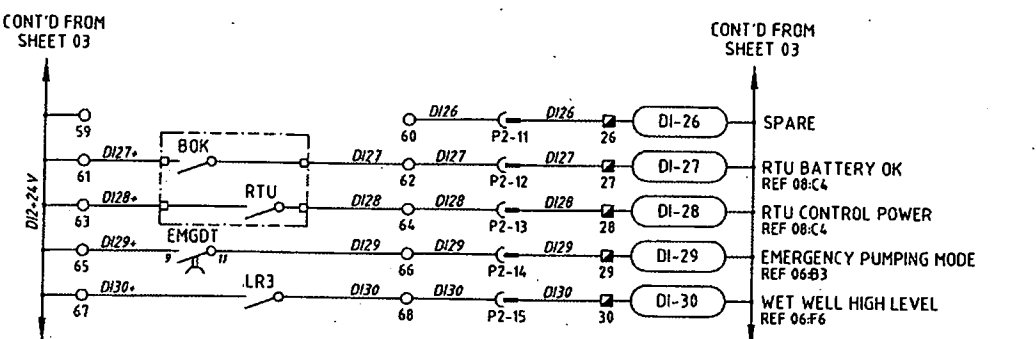 CONT'D FROM
SHEET 03
CONT'D FROM
SHEET 03
DI2+24V
59
60
DI26
P2-11
DI26
26
DI-26
SPARE
61
DI27+
BOK
DI27
62
DI27
P2-12
DI27
27
DI-27
RTU BATTERY OK
REF 08:C4
63
DI28+
RTU
DI28
64
DI28
P2-13
DI28
28
DI-28
RTU CONTROL POWER
REF 08:C4
65
DI29+
EMGDT
9
11
DI29
66
DI29
P2-14
DI29
29
DI-29
EMERGENCY PUMPING MODE
REF 06:B3
67
DI30+
LR3
DI30
68
DI30
P2-15
DI30
30
DI-30
WET WELL HIGH LEVEL
REF 06:F6